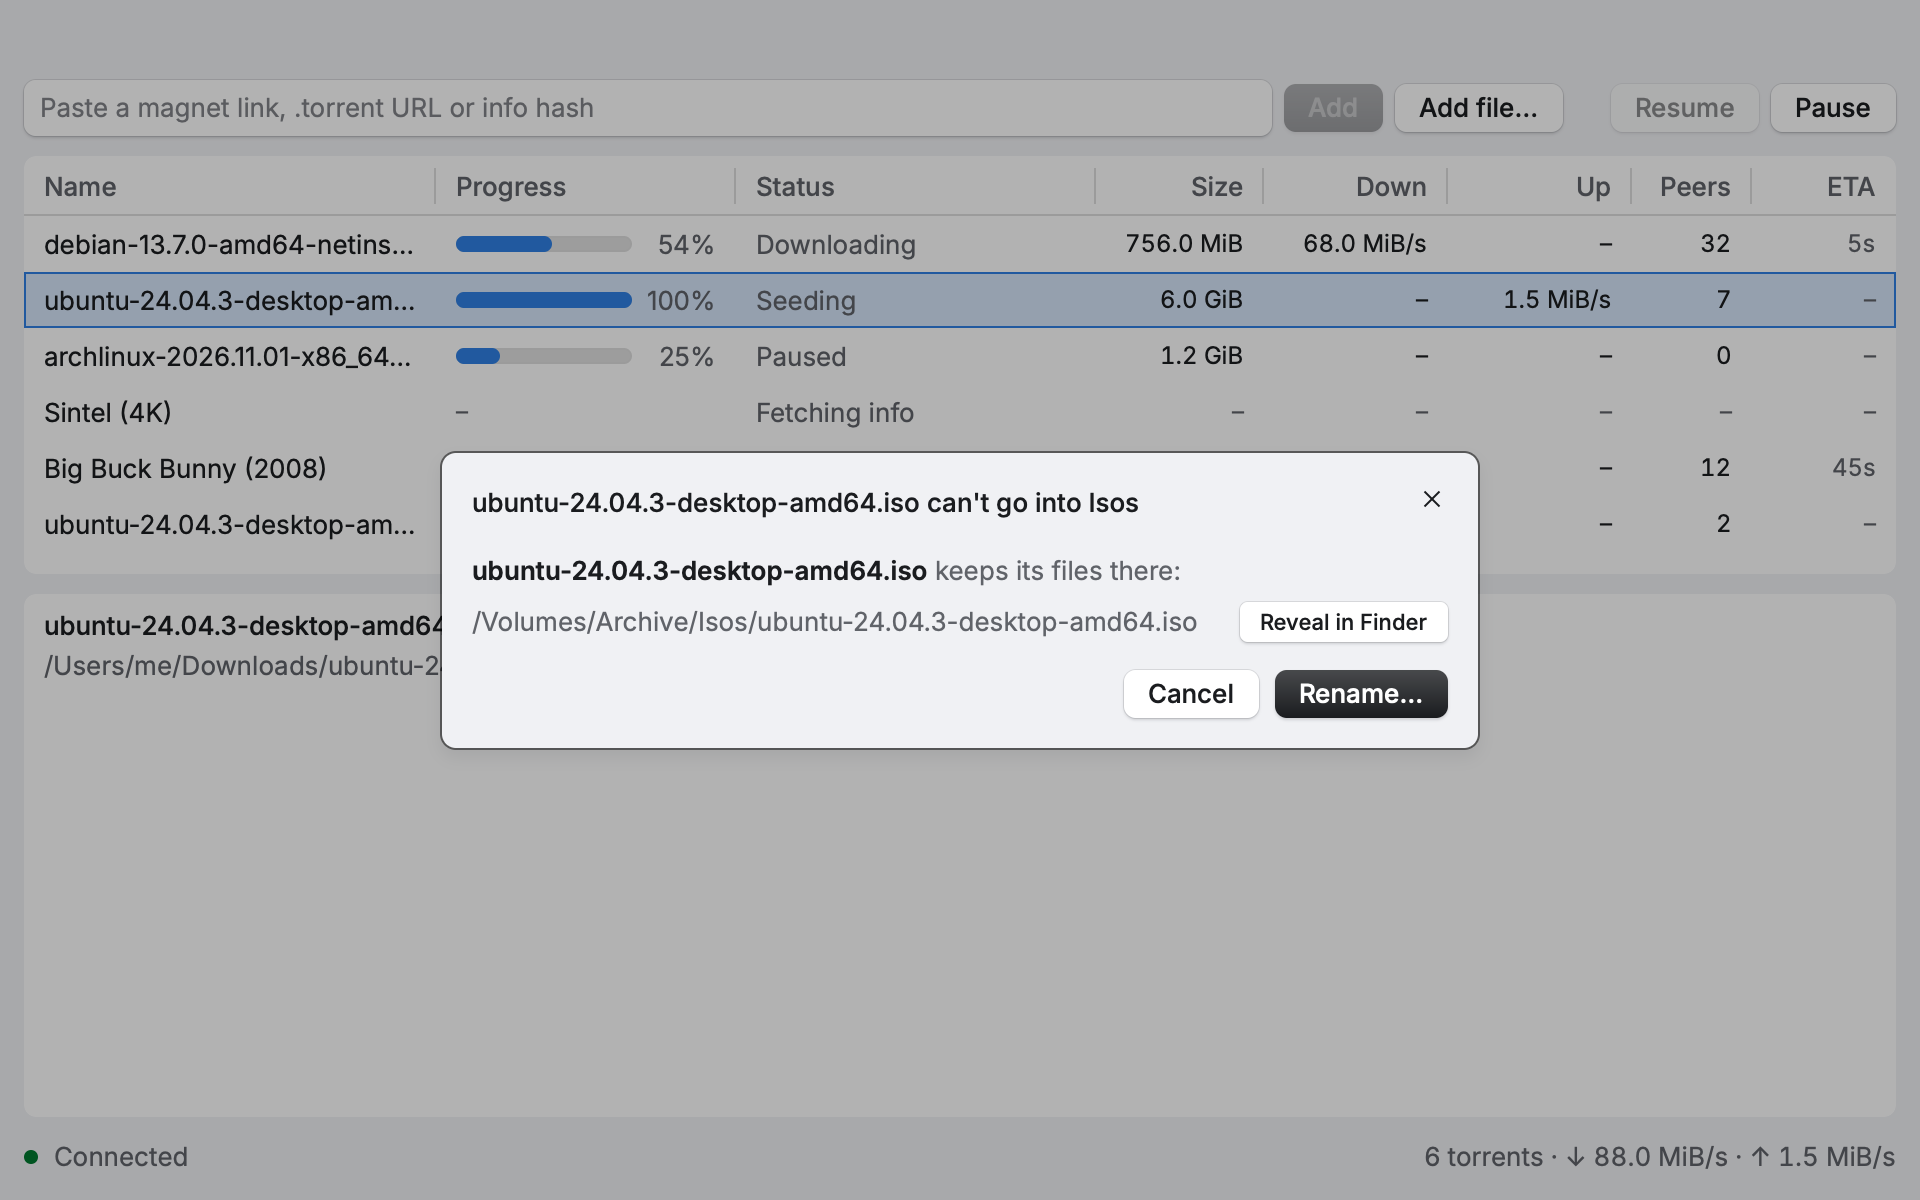 Paste a magnet link, .torrent URL or info hash Add Add file... Resume Pause
Name Progress Status Size Down Up Peers ETA
debian-13.7.0-amd64-netins... 54% Downloading 756.0 MiB 68.0 MiB/s – 32 5s
ubuntu-24.04.3-desktop-am... 100% Seeding 6.0 GiB – 1.5 MiB/s 7 –
archlinux-2026.11.01-x86_64... 25% Paused 1.2 GiB – – 0 –
Sintel (4K) – Fetching info – – – – –
Big Buck Bunny (2008) – 12 45s
ubuntu-24.04.3-desktop-am... – 2 –
ubuntu-24.04.3-desktop-amd64.iso can't go into Isos
ubuntu-24.04.3-desktop-amd64.iso keeps its files there:
/Volumes/Archive/Isos/ubuntu-24.04.3-desktop-amd64.iso Reveal in Finder
Cancel Rename...
ubuntu-24.04.3-desktop-amd64
/Users/me/Downloads/ubuntu-2
Connected 6 torrents · ↓ 88.0 MiB/s · ↑ 1.5 MiB/s